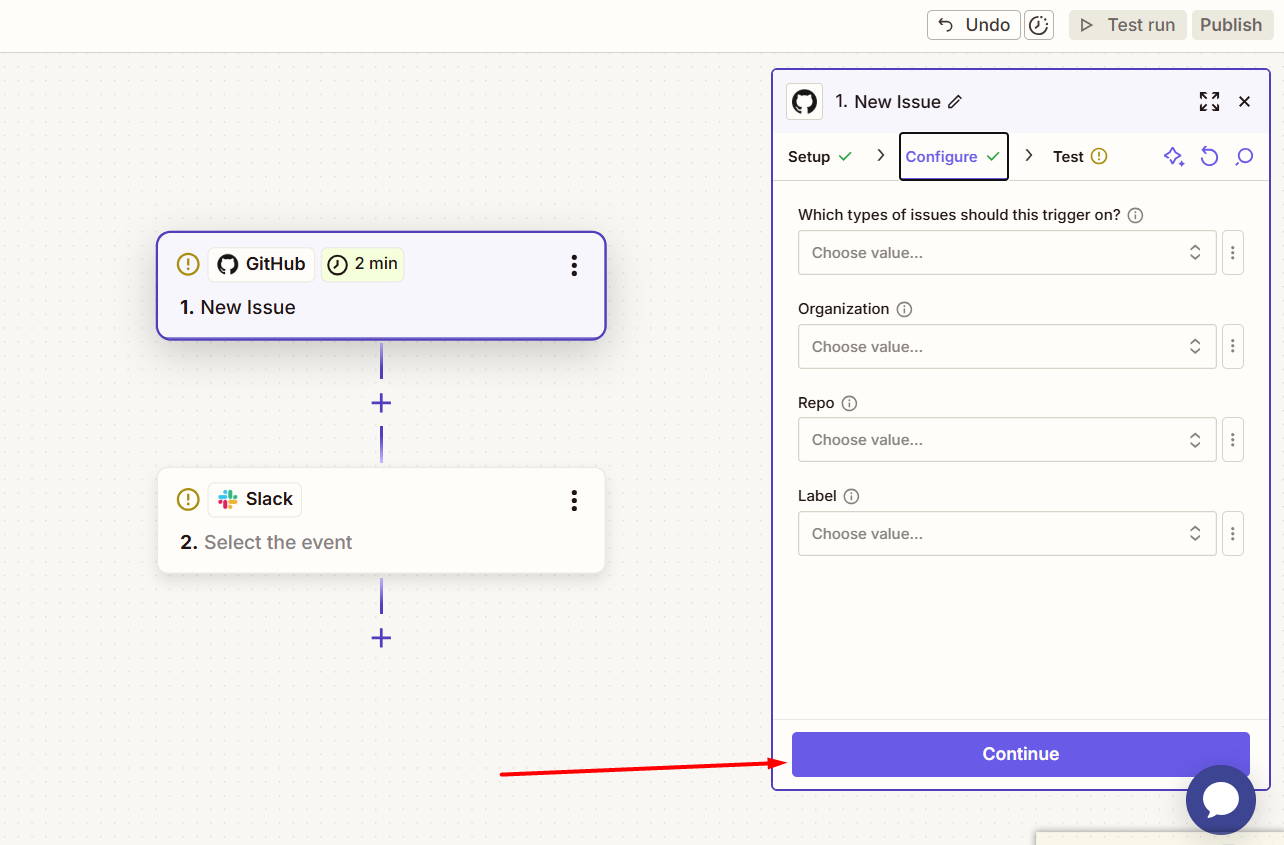 Undo
Test run
Publish
1. New Issue
Setup
Configure
Test
Which types of issues should this trigger on?
Choose value...
Organization
Choose value...
Repo
Choose value...
Label
Choose value...
Continue
GitHub
2 min
1. New Issue
Slack
2. Select the event